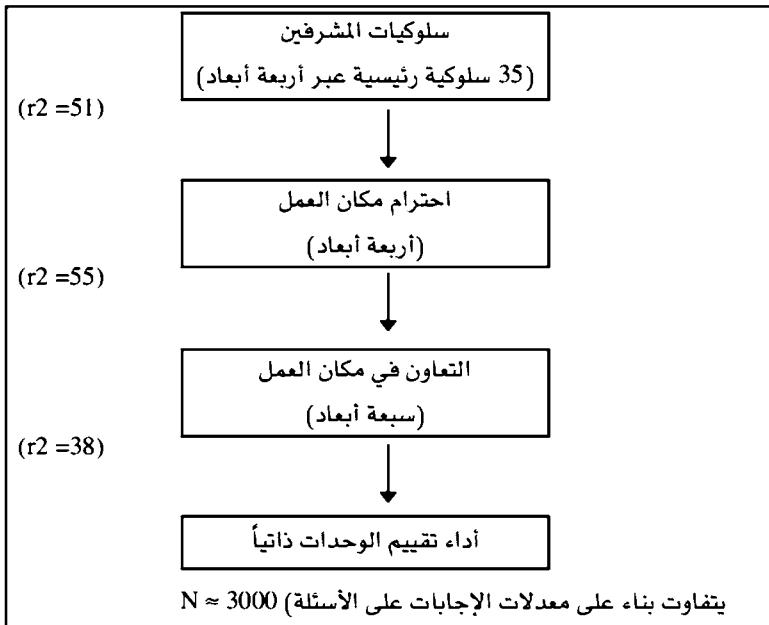 سلوكيات المشرفين
(35 سلوكية رئيسية عبر أربعة أبعاد)
(r2 =51)
احترام مكان العمل
(أربعة أبعاد)
(r2 =55)
التعاون في مكان العمل
(سبعة أبعاد)
(r2 =38)
أداء تقييم الوحدات ذاتياً
N ≈ 3000 (يتفاوت بناء على معدلات الإجابات على الأسئلة